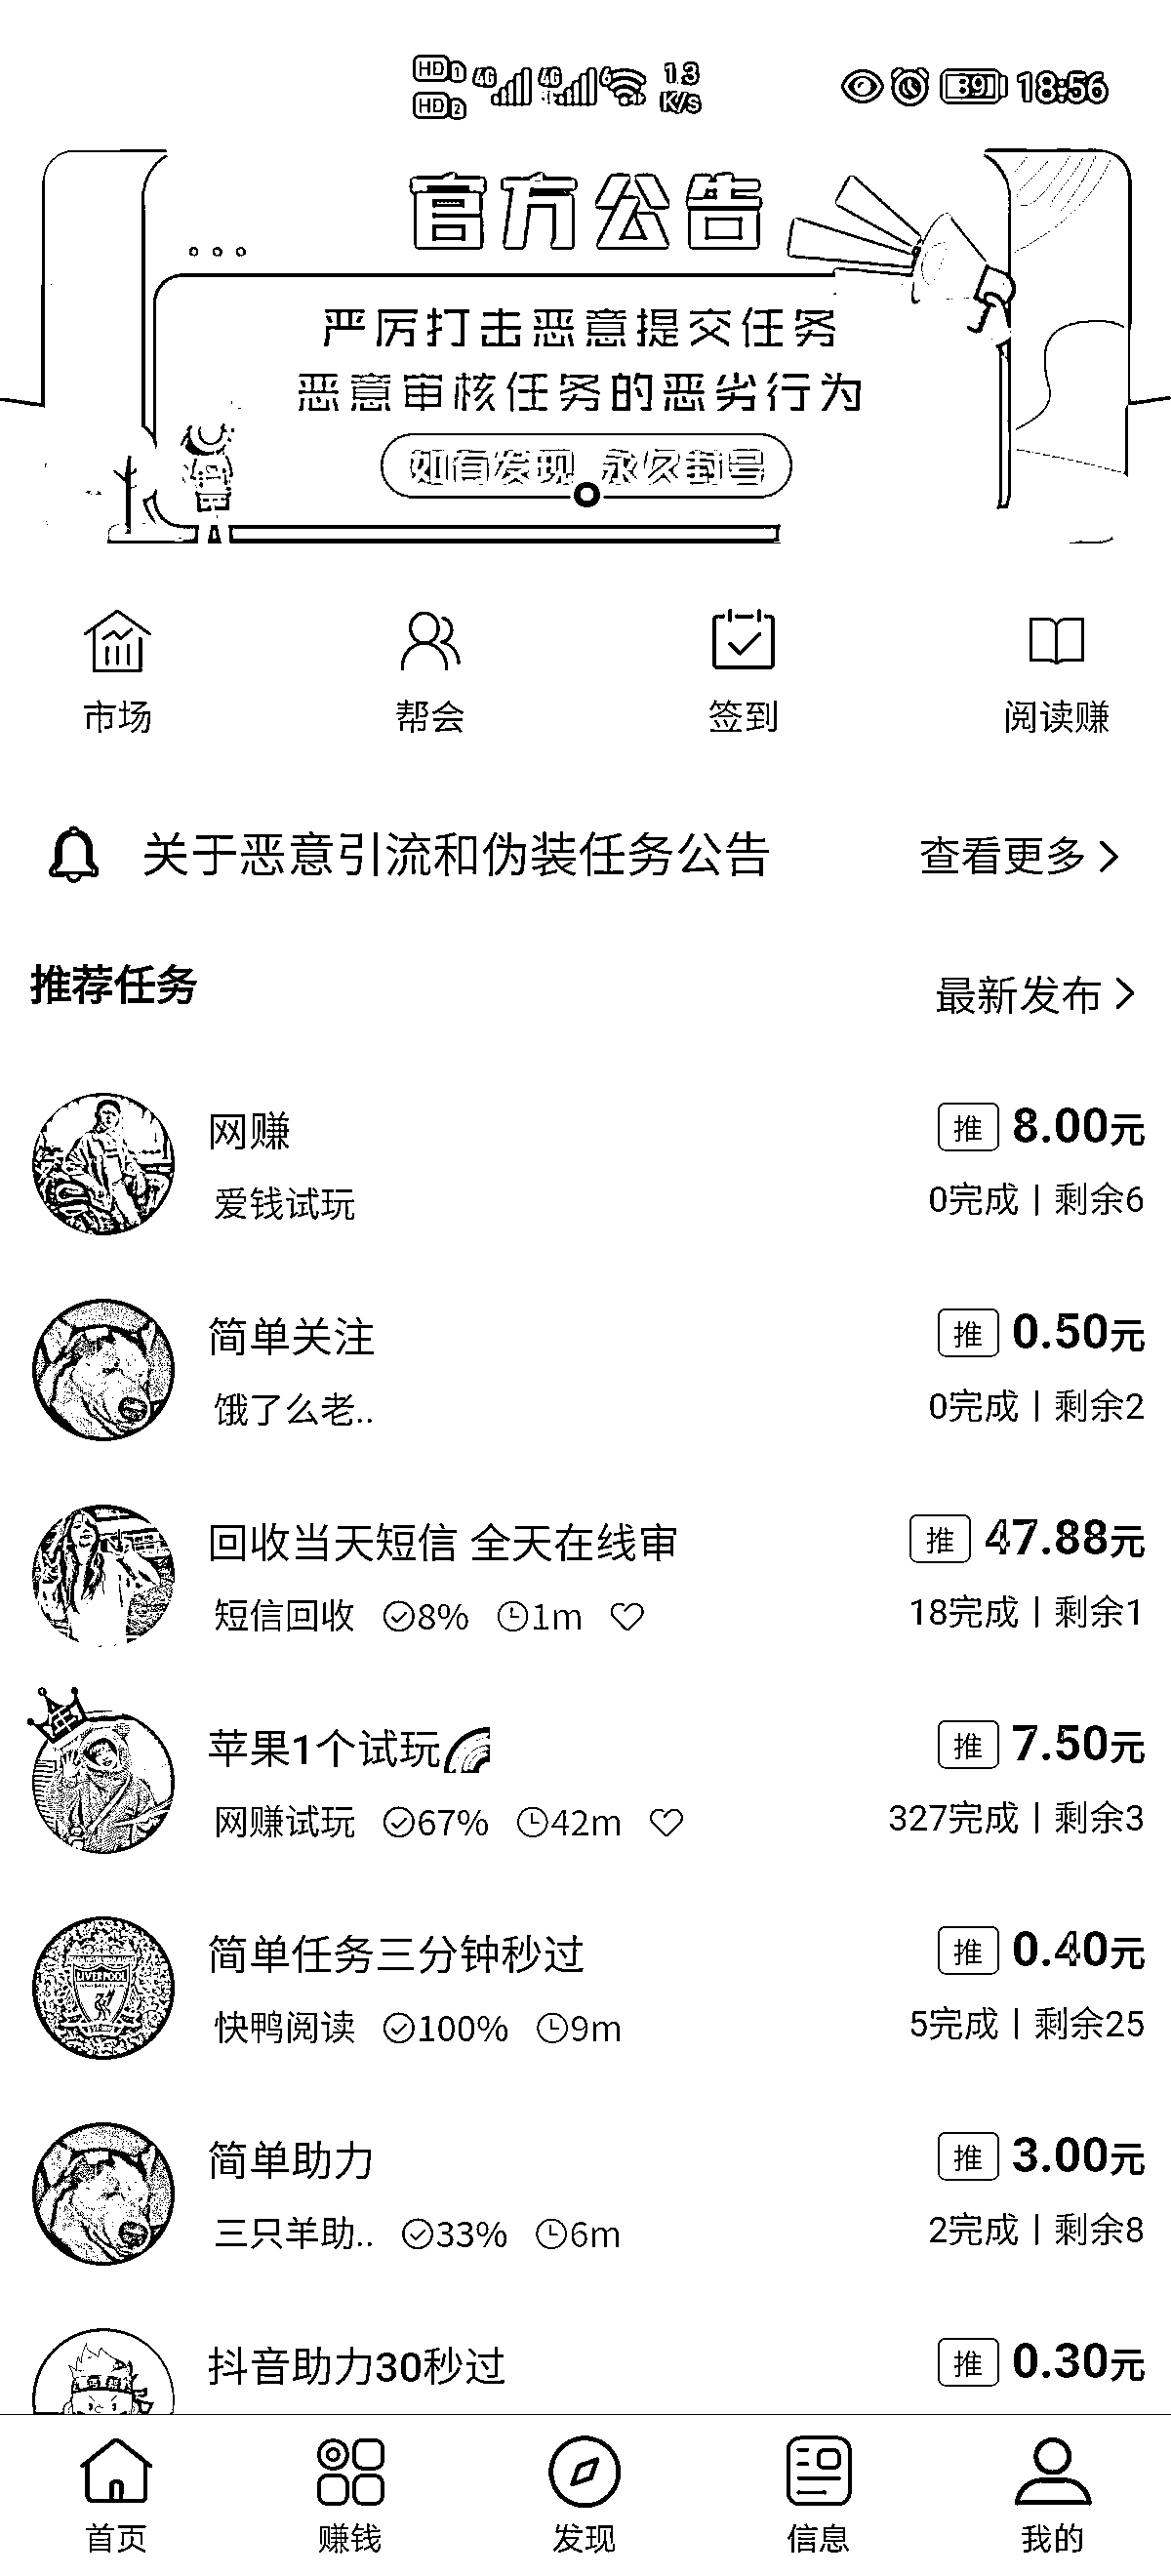 HD1 4G 4G 6 1.3 K/s 39 18:56
HD2
官方公告
严厉打击恶意提交任务
恶意审核任务的恶劣行为
如有发现 永久封号
市场 帮会 签到 阅读赚
关于恶意引流和伪装任务公告 查看更多
推荐任务 最新发布
网赚 推 8.00元
爱钱试玩 0完成 | 剩余6
简单关注 推 0.50元
饿了么老.. 0完成 | 剩余2
回收当天短信 全天在线审 推 47.88元
短信回收 8% 1m 18完成 | 剩余1
年
苹果1个试玩 推 7.50元
网赚试玩 67% 42m 327完成 | 剩余3
LIVERPOOL
简单任务三分钟秒过 推 0.40元
快鸭阅读 100% 9m 5完成 | 剩余25
简单助力 推 3.00元
三只羊助.. 33% 6m 2完成 | 剩余8
抖音助力30秒过 推 0.30元
首页 赚钱 发现 信息 我的